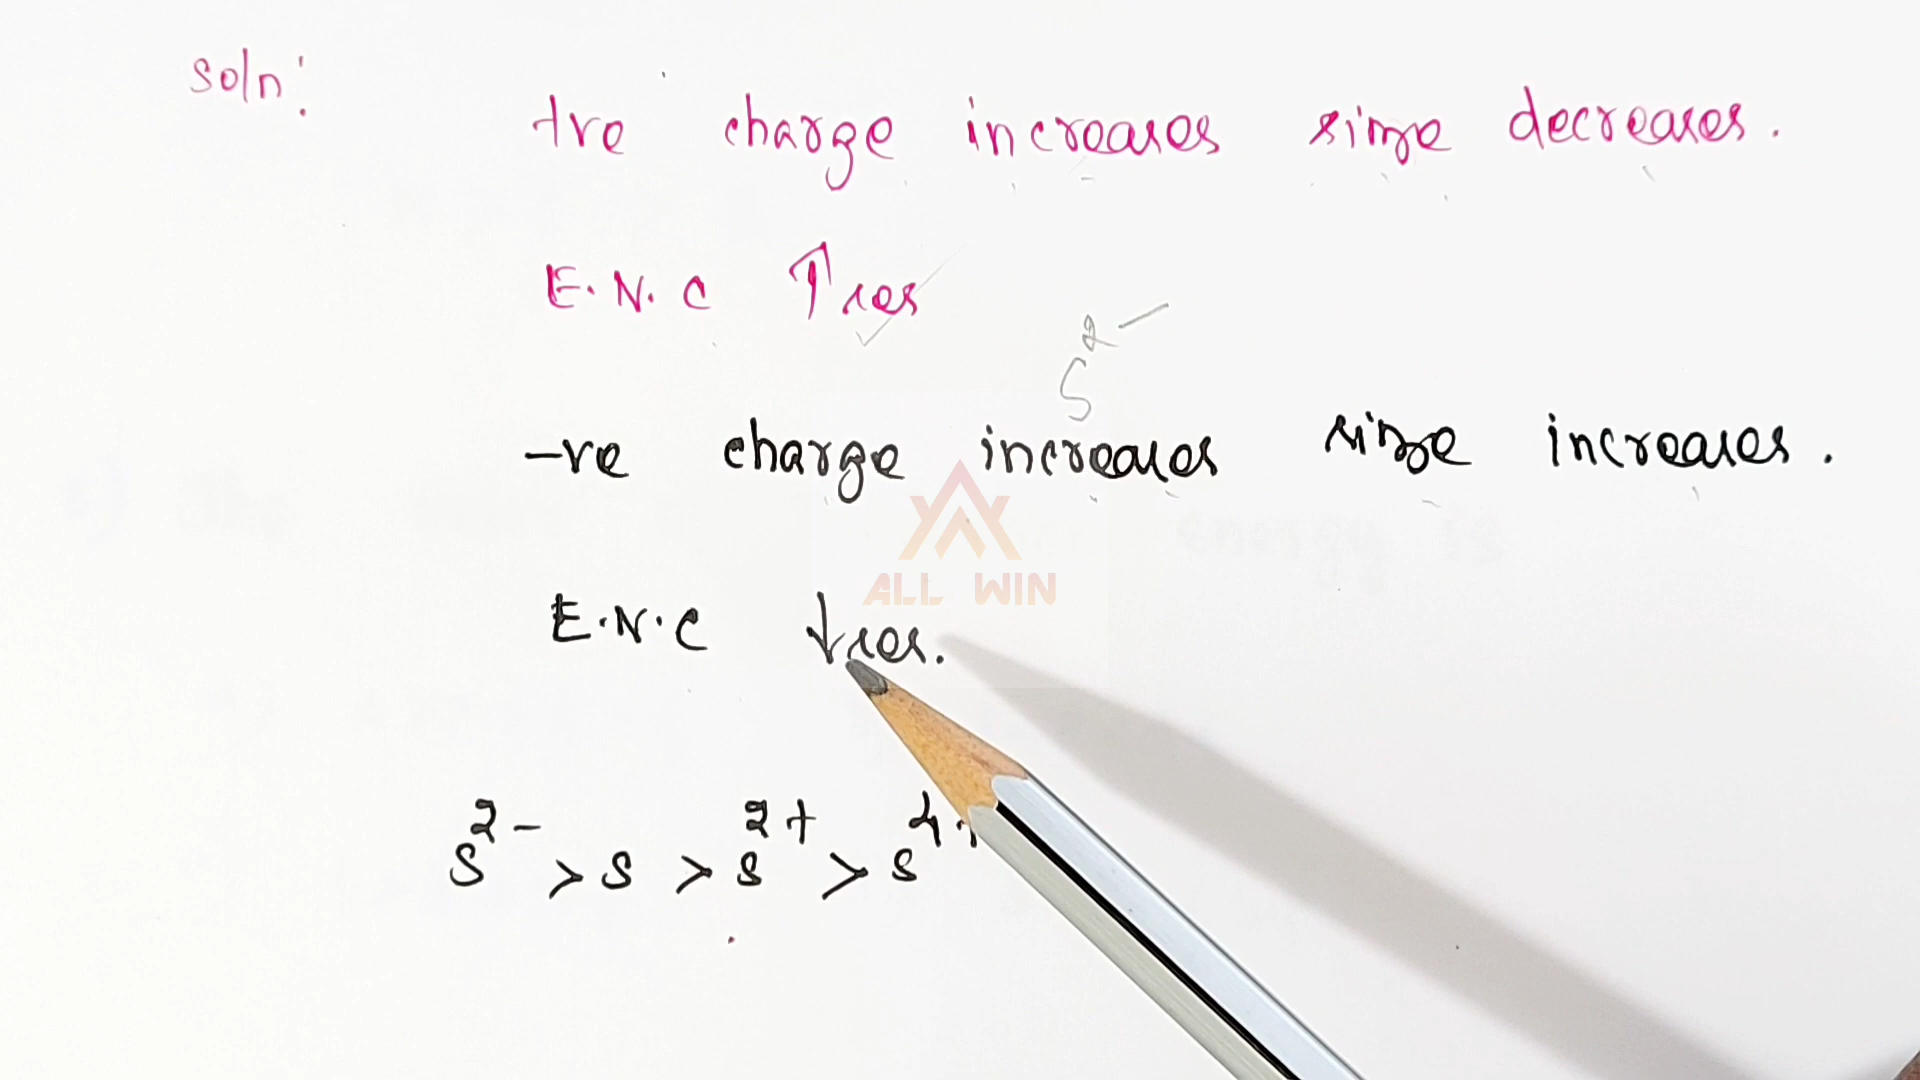 Soln:
+ve charge increases size decreases.
E.N.C ↑ses
S²⁻
-ve charge increases size increases.
ALL WIN
E.N.C ↓ses.
S²⁻ > S > S²⁺ > S⁴⁺